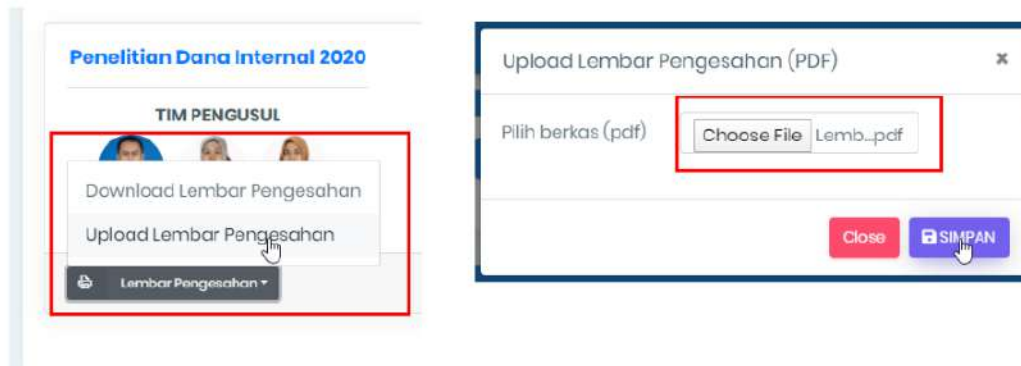 Penelitian Dana Internal 2020
TIM PENGUSUL
Download Lembar Pengesahan
Upload Lembar Pengesahan
Lembar Pengesahan
Upload Lembar Pengesahan (PDF)
×
Pilih berkas (pdf)
Choose File Lemb...pdf
Close
SIMPAN